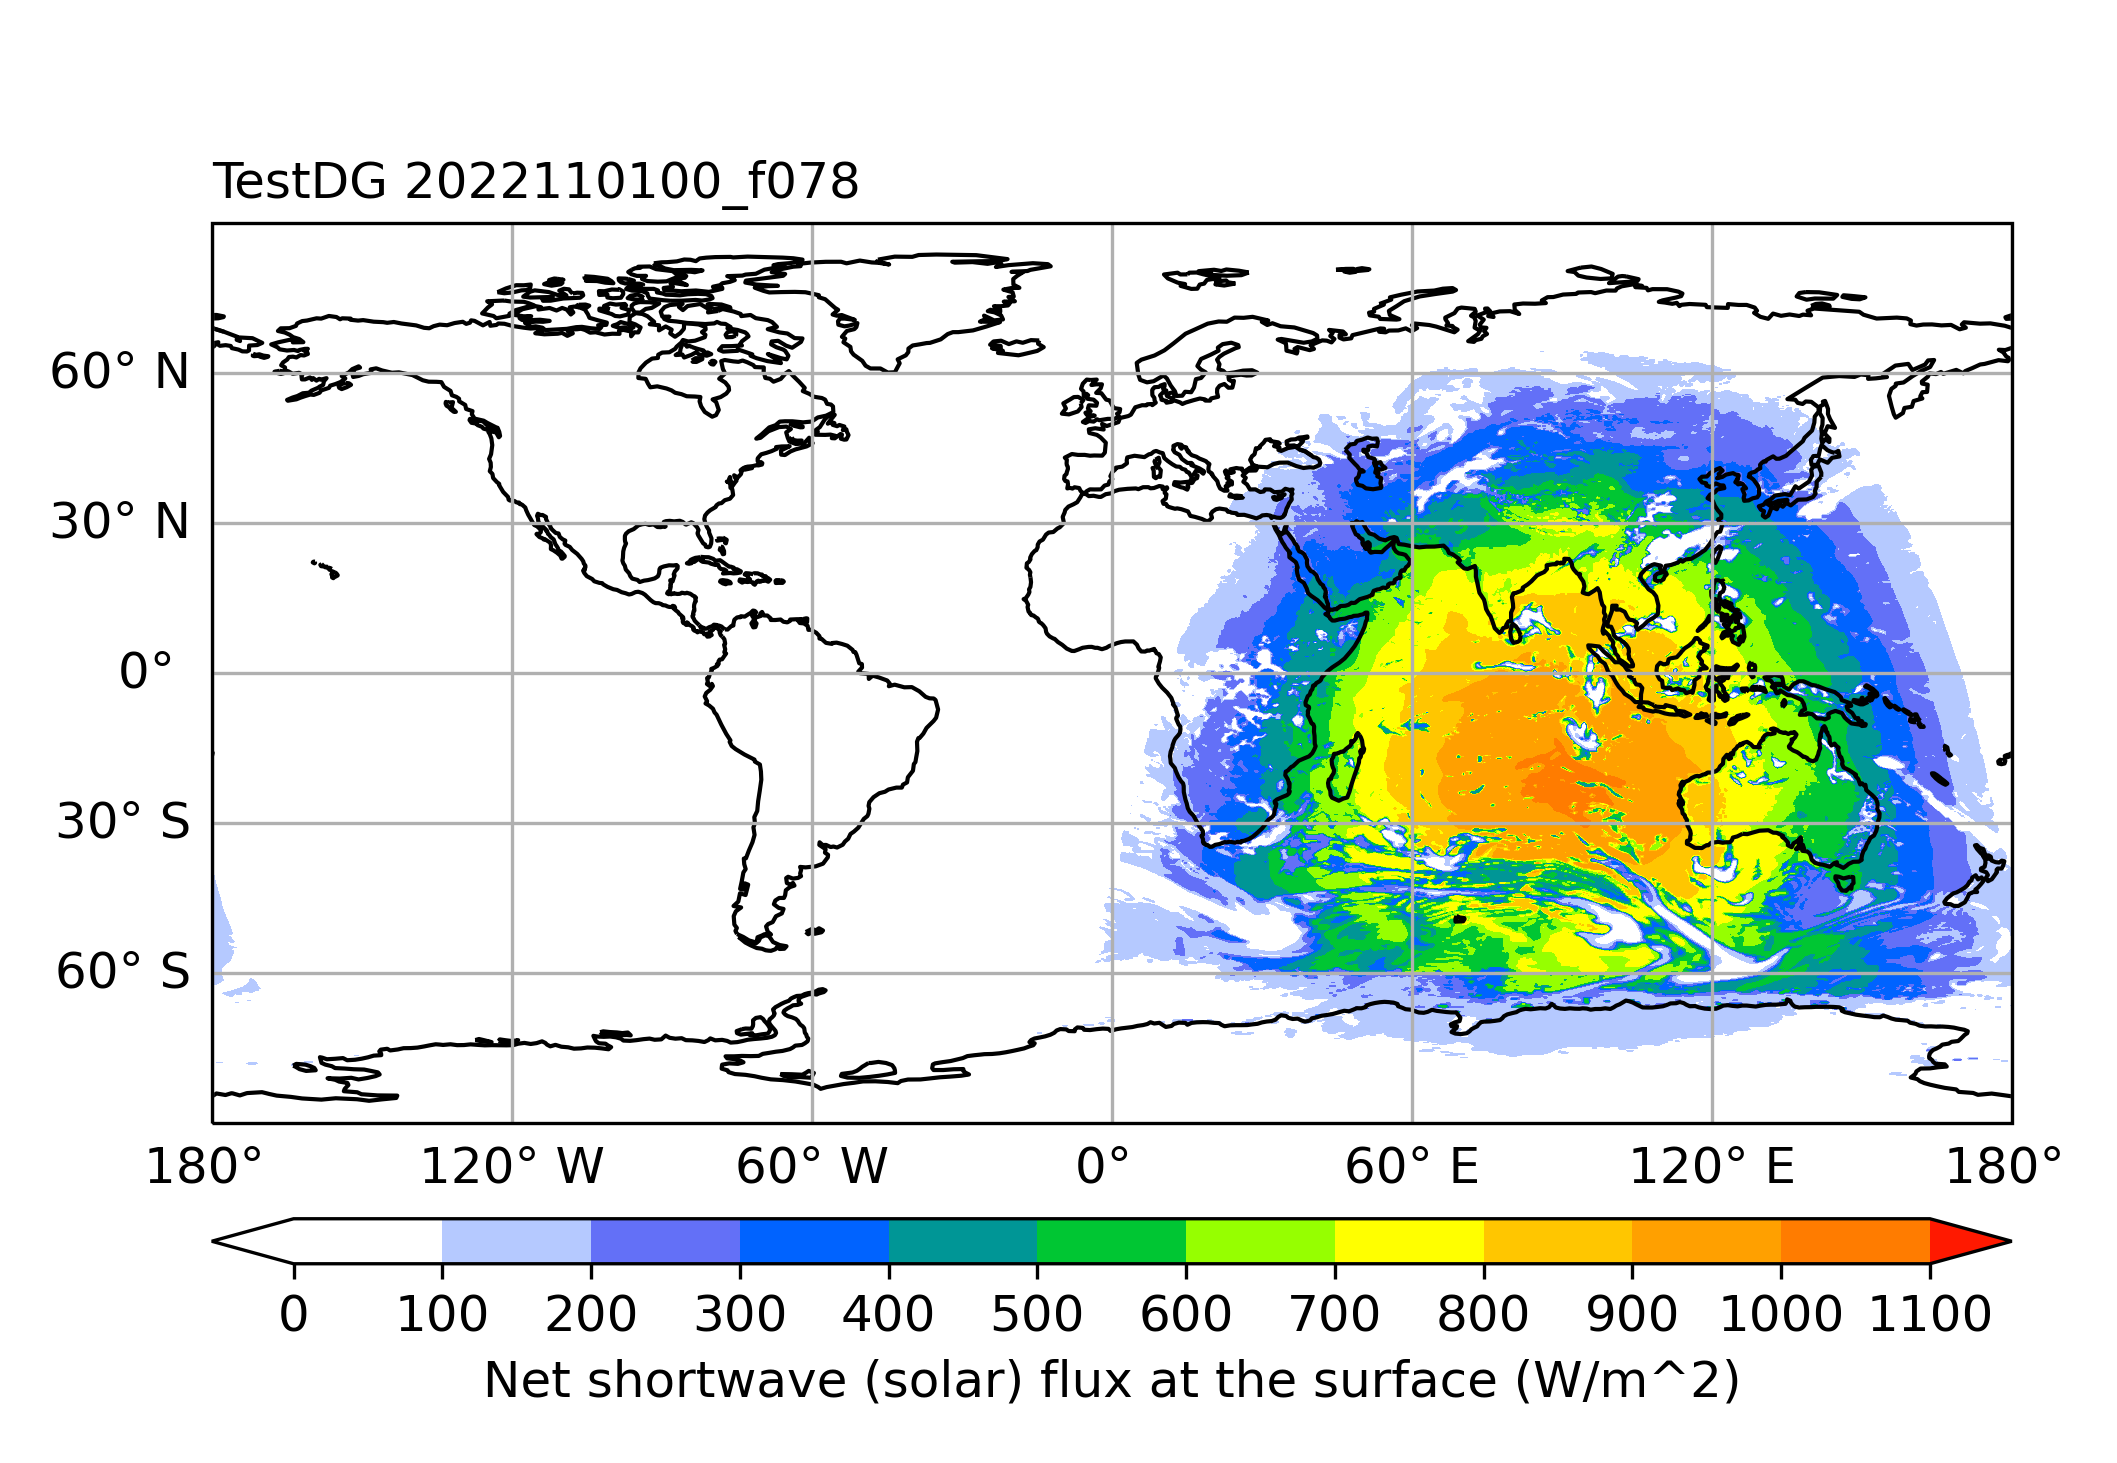 TestDG 2022110100_f078
60° N
30° N
0°
30° S
60° S
180° 120° W 60° W 0° 60° E 120° E 180°
0 100 200 300 400 500 600 700 800 900 1000 1100
Net shortwave (solar) flux at the surface (W/m^2)